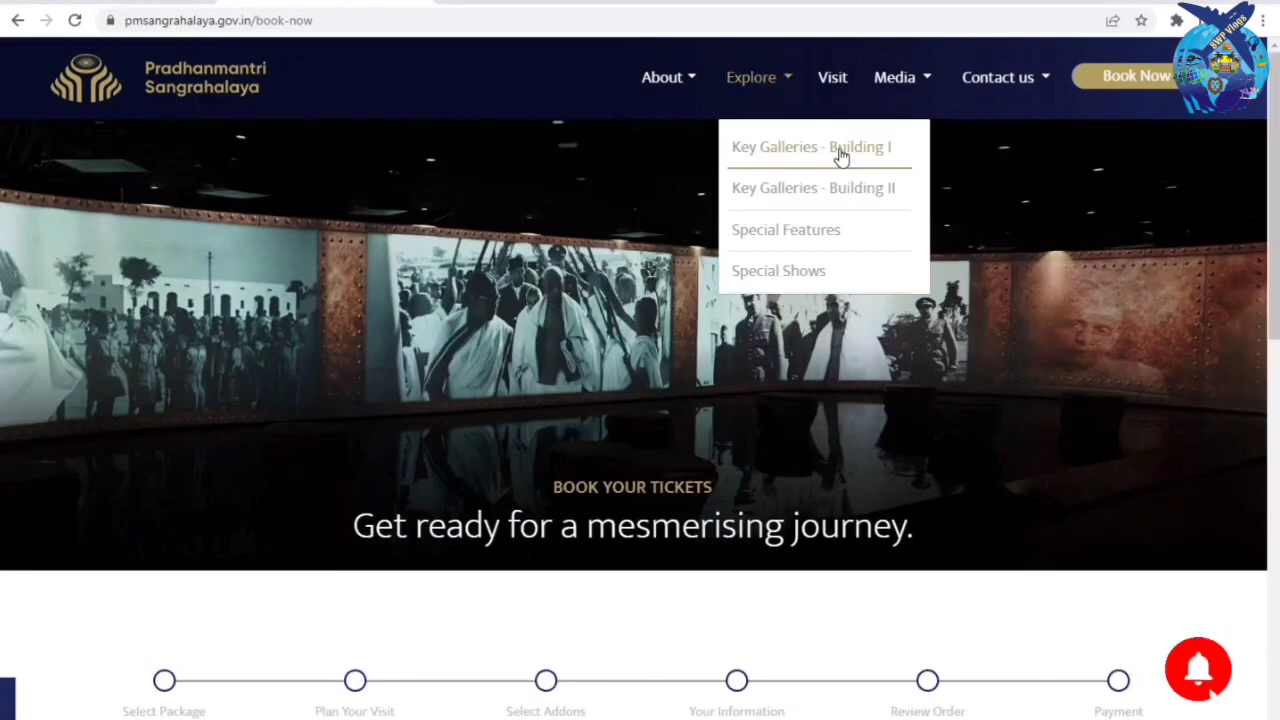 pmsangrahalaya.gov.in/book-now
8WP Vlogs
Pradhanmantri
Sangrahalaya
About
Explore
Visit
Media
Contact us
Book Now
Key Galleries - Building I
Key Galleries - Building II
Special Features
Special Shows
BOOK YOUR TICKETS
Get ready for a mesmerising journey.
Select Package
Plan Your Visit
Select Addons
Your Information
Review Order
Payment